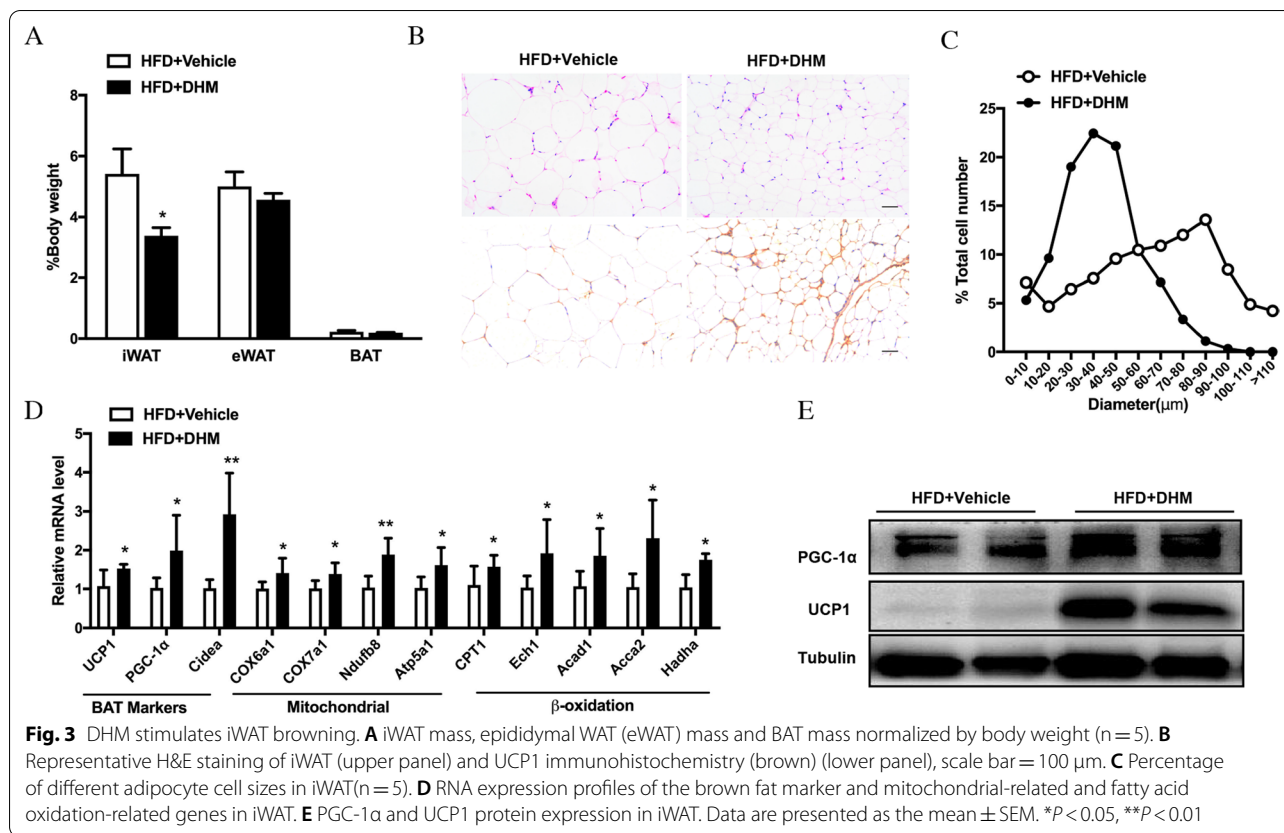 A
HFD+Vehicle
HFD+DHM
%Body weight
8
6
4
2
0
*
iWAT eWAT BAT
B
HFD+Vehicle HFD+DHM
C
HFD+Vehicle
HFD+DHM
% Total cell number
25
20
15
10
5
0
0-10 10-20 20-30 30-40 40-50 50-60 60-70 70-80 80-90 90-100 100-110 >110
Diameter(μm)
D
HFD+Vehicle
HFD+DHM
Relative mRNA level
5
4
3
2
1
0
* * ** * * ** * * * * * *
UCP1 PGC-1α Cidea COX6a1 COX7a1 Ndufb8 Atp5a1 CPT1 Ech1 Acad1 Acca2 Hadha
BAT Markers Mitochondrial β-oxidation
E
HFD+Vehicle HFD+DHM
PGC-1α
UCP1
Tubulin
Fig. 3 DHM stimulates iWAT browning. A iWAT mass, epididymal WAT (eWAT) mass and BAT mass normalized by body weight (n = 5). B
Representative H&E staining of iWAT (upper panel) and UCP1 immunohistochemistry (brown) (lower panel), scale bar = 100 μm. C Percentage
of different adipocyte cell sizes in iWAT(n = 5). D RNA expression profiles of the brown fat marker and mitochondrial-related and fatty acid
oxidation-related genes in iWAT. E PGC-1α and UCP1 protein expression in iWAT. Data are presented as the mean ± SEM. *P < 0.05, **P < 0.01